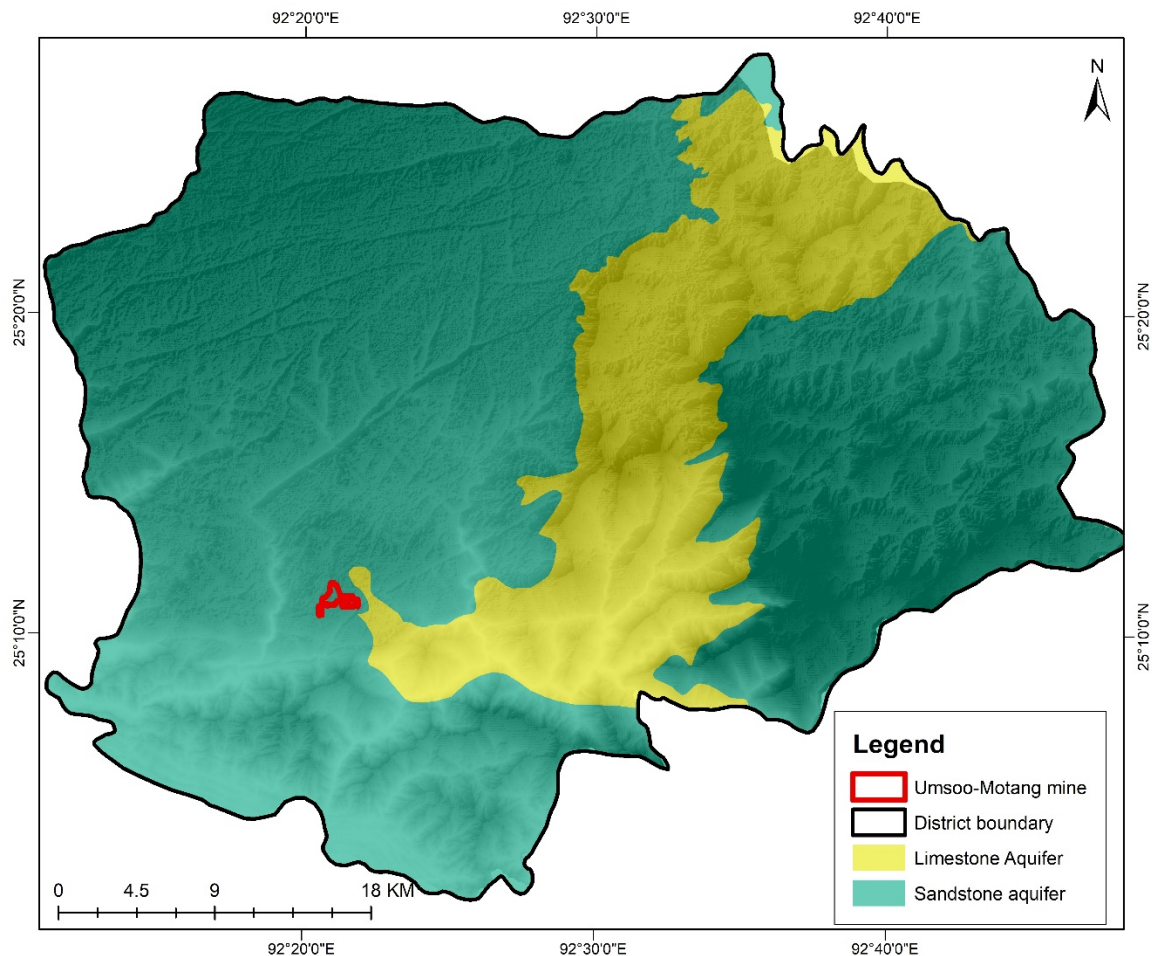 92°20'0"E 92°30'0"E 92°40'0"E
N
25°20'0"N 25°20'0"N
25°10'0"N 25°10'0"N
Legend
Umsoo-Motang mine
District boundary
Limestone Aquifer
Sandstone aquifer
0 4.5 9 18 KM
92°20'0"E 92°30'0"E 92°40'0"E